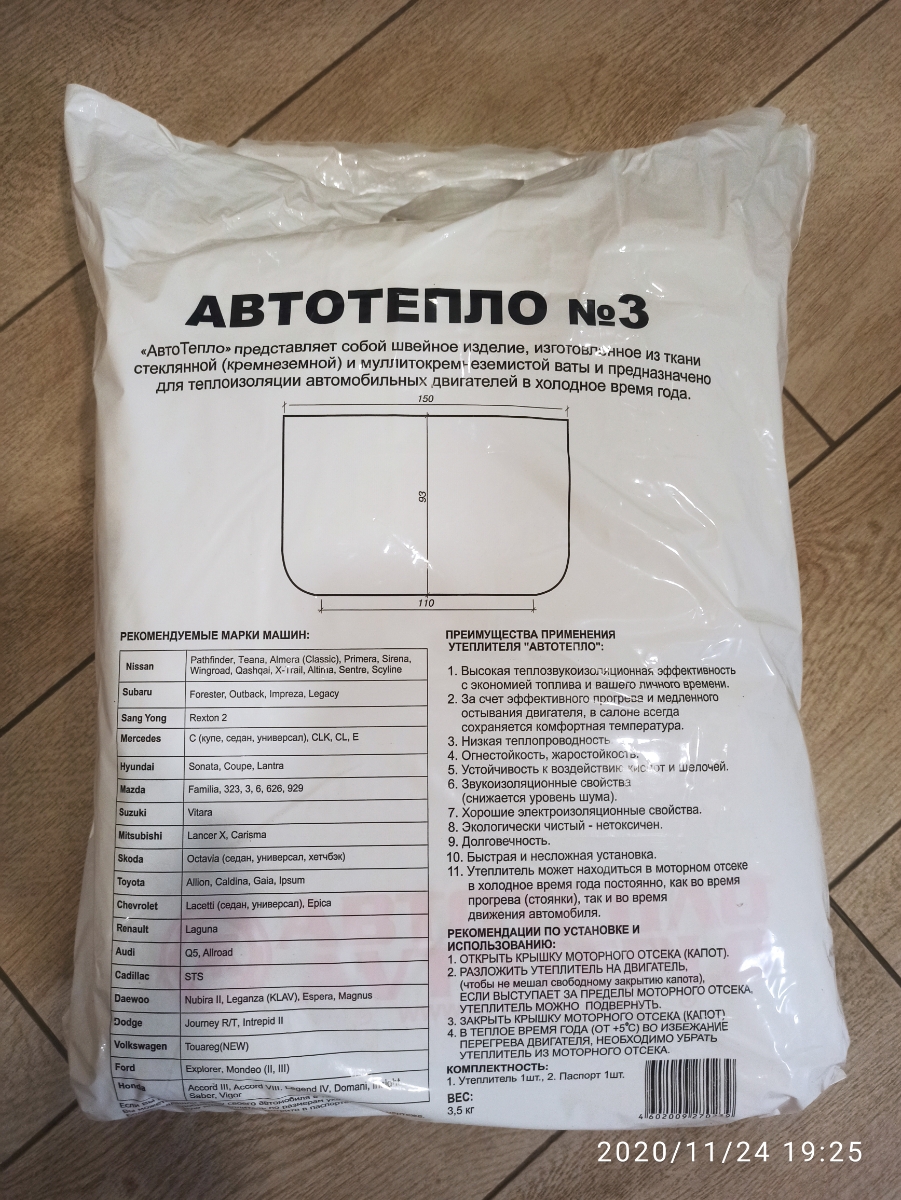 АВТОТЕПЛО №3
«АвтоТепло» представляет собой швейное изделие, изготовленное из ткани
стеклянной (кремнеземной) и муллитокремнеземистой ваты и предназначено
для теплоизоляции автомобильных двигателей в холодное время года.
150
93
110
РЕКОМЕНДУЕМЫЕ МАРКИ МАШИН:
Nissan Pathfinder, Teana, Almera (Classic), Primera, Sirena,
Wingroad, Qashqai, X-Trail, Altima, Sentre, Scyline
Subaru Forester, Outback, Impreza, Legacy
Sang Yong Rexton 2
Mercedes C (купе, седан, универсал), CLK, CL, E
Hyundai Sonata, Coupe, Lantra
Mazda Familia, 323, 3, 6, 626, 929
Suzuki Vitara
Mitsubishi Lancer X, Carisma
Skoda Octavia (седан, универсал, хетчбэк)
Toyota Allion, Caldina, Gaia, Ipsum
Chevrolet Lacetti (седан, универсал), Epica
Renault Laguna
Audi Q5, Allroad
Cadillac STS
Daewoo Nubira II, Leganza (KLAV), Espera, Magnus
Dodge Journey R/T, Intrepid II
Volkswagen Touareg(NEW)
Ford Explorer, Mondeo (II, III)
Honda Accord III, Accord VIII, Legend IV, Domani,
Saber, Vigor
ПРЕИМУЩЕСТВА ПРИМЕНЕНИЯ
УТЕПЛИТЕЛЯ "АВТОТЕПЛО":
1. Высокая теплозвукоизоляционная эффективность
с экономией топлива и вашего личного времени.
2. За счет эффективного прогрева и медленного
остывания двигателя, в салоне всегда
сохраняется комфортная температура.
3. Низкая теплопроводность.
4. Огнестойкость, жаростойкость.
5. Устойчивость к воздействию кислот и щелочей.
6. Звукоизоляционные свойства
(снижается уровень шума).
7. Хорошие электроизоляционные свойства.
8. Экологически чистый - нетоксичен.
9. Долговечность.
10. Быстрая и несложная установка.
11. Утеплитель может находиться в моторном отсеке
в холодное время года постоянно, как во время
прогрева (стоянки), так и во время
движения автомобиля.
РЕКОМЕНДАЦИИ ПО УСТАНОВКЕ И
ИСПОЛЬЗОВАНИЮ:
1. ОТКРЫТЬ КРЫШКУ МОТОРНОГО ОТСЕКА (КАПОТ).
2. РАЗЛОЖИТЬ УТЕПЛИТЕЛЬ НА ДВИГАТЕЛЬ,
(чтобы не мешал свободному закрытию капота),
ЕСЛИ ВЫСТУПАЕТ ЗА ПРЕДЕЛЫ МОТОРНОГО ОТСЕКА.
УТЕПЛИТЕЛЬ МОЖНО ПОДВЕРНУТЬ.
3. ЗАКРЫТЬ КРЫШКУ МОТОРНОГО ОТСЕКА (КАПОТ)
4. В ТЕПЛОЕ ВРЕМЯ ГОДА (ОТ +5°С) ВО ИЗБЕЖАНИЕ
ПЕРЕГРЕВА ДВИГАТЕЛЯ, НЕОБХОДИМО УБРАТЬ
УТЕПЛИТЕЛЬ ИЗ МОТОРНОГО ОТСЕКА.
КОМПЛЕКТНОСТЬ:
1. Утеплитель 1шт., 2. Паспорт 1шт.
ВЕС:
3,5 кг
2020/11/24 19:25